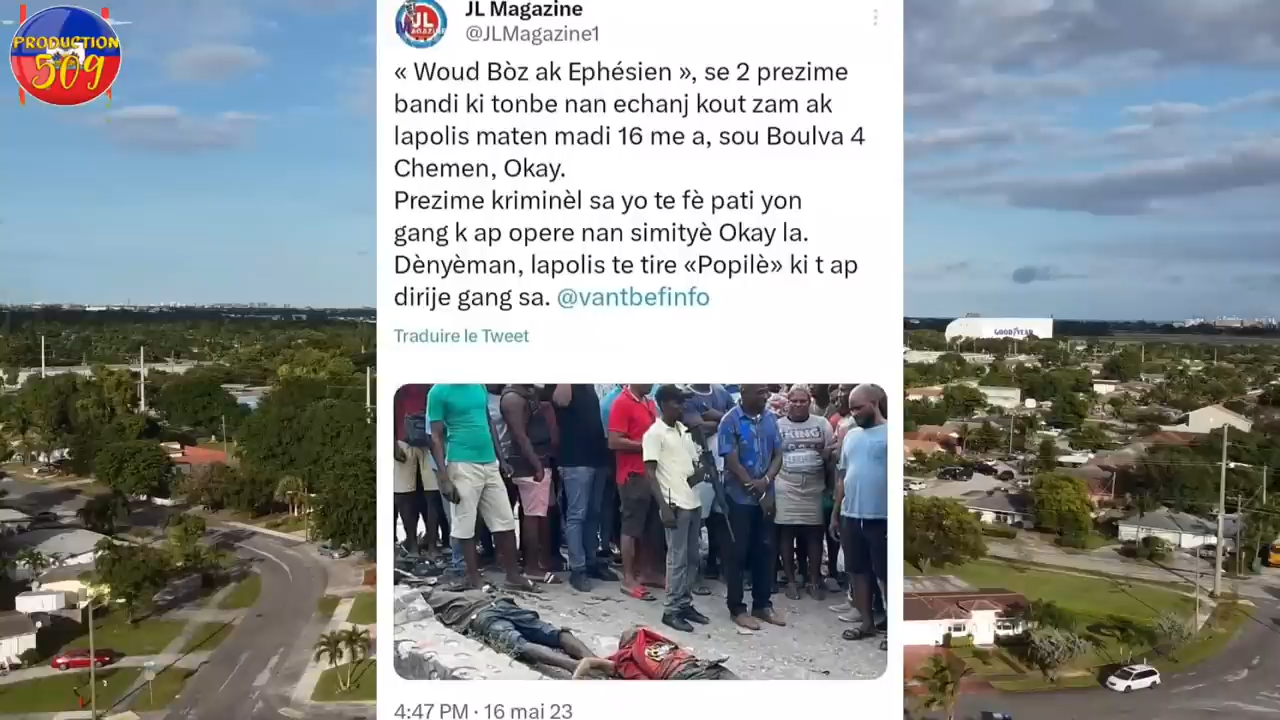 PRODUCTION
509
JL Magazine
@JLMagazine1
« Woud Bòz ak Ephésien », se 2 prezime
bandi ki tonbe nan echanj kout zam ak
lapolis maten madi 16 me a, sou Boulva 4
Chemen, Okay.
Prezime kriminèl sa yo te fè pati yon
gang k ap opere nan simityè Okay la.
Dènyèman, lapolis te tire «Popilè» ki t ap
dirije gang sa. @vantbefinfo
Traduire le Tweet
GOODYEAR
KING
4:47 PM · 16 mai 23